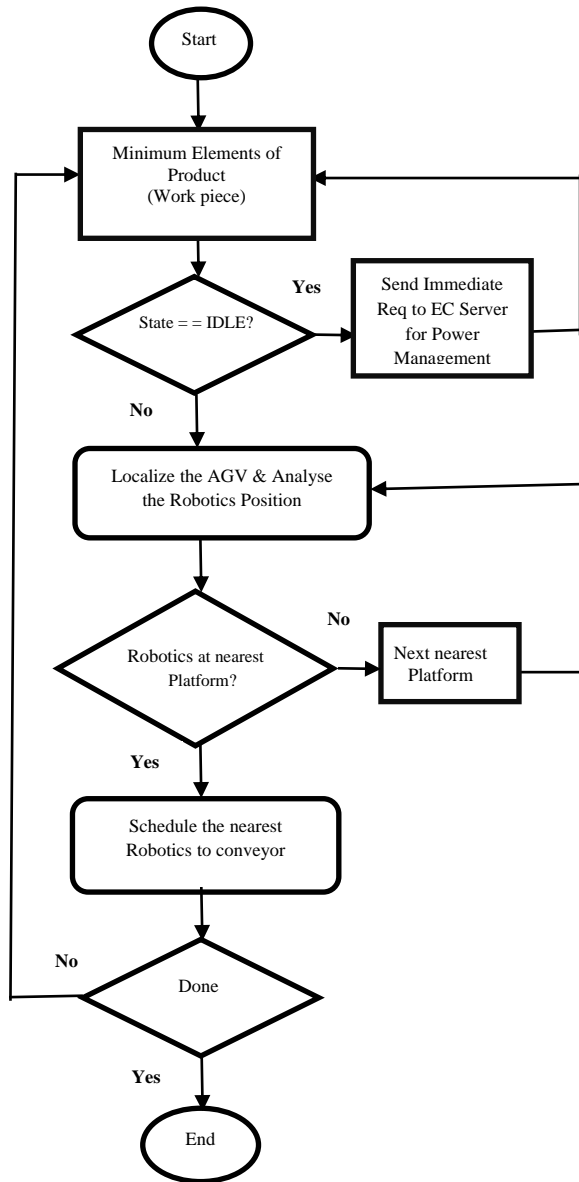 Start
Minimum Elements of
Product
(Work piece)
Yes
State = = IDLE?
Send Immediate
Req to EC Server
for Power
Management
No
Localize the AGV & Analyse
the Robotics Position
No
Robotics at nearest
Platform?
Next nearest
Platform
Yes
Schedule the nearest
Robotics to conveyor
No
Done
Yes
End